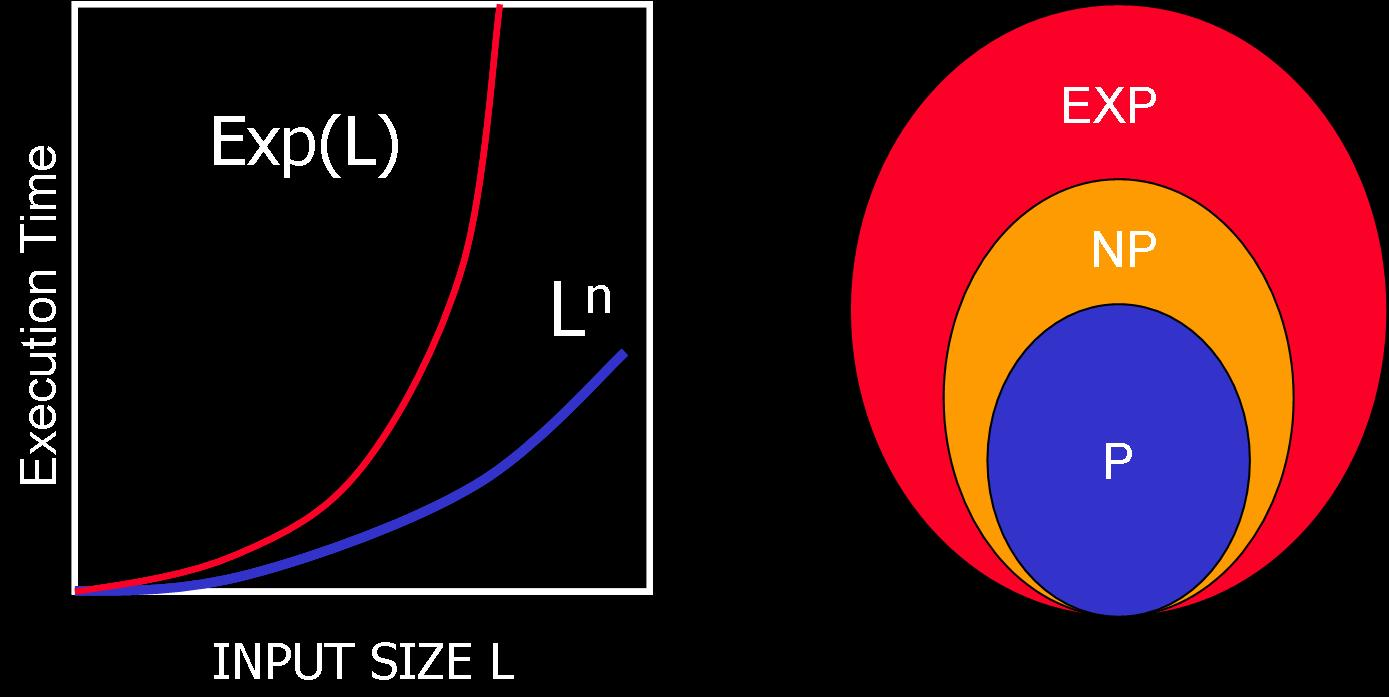 Execution Time
Exp(L)
Lⁿ
INPUT SIZE L
EXP
NP
P